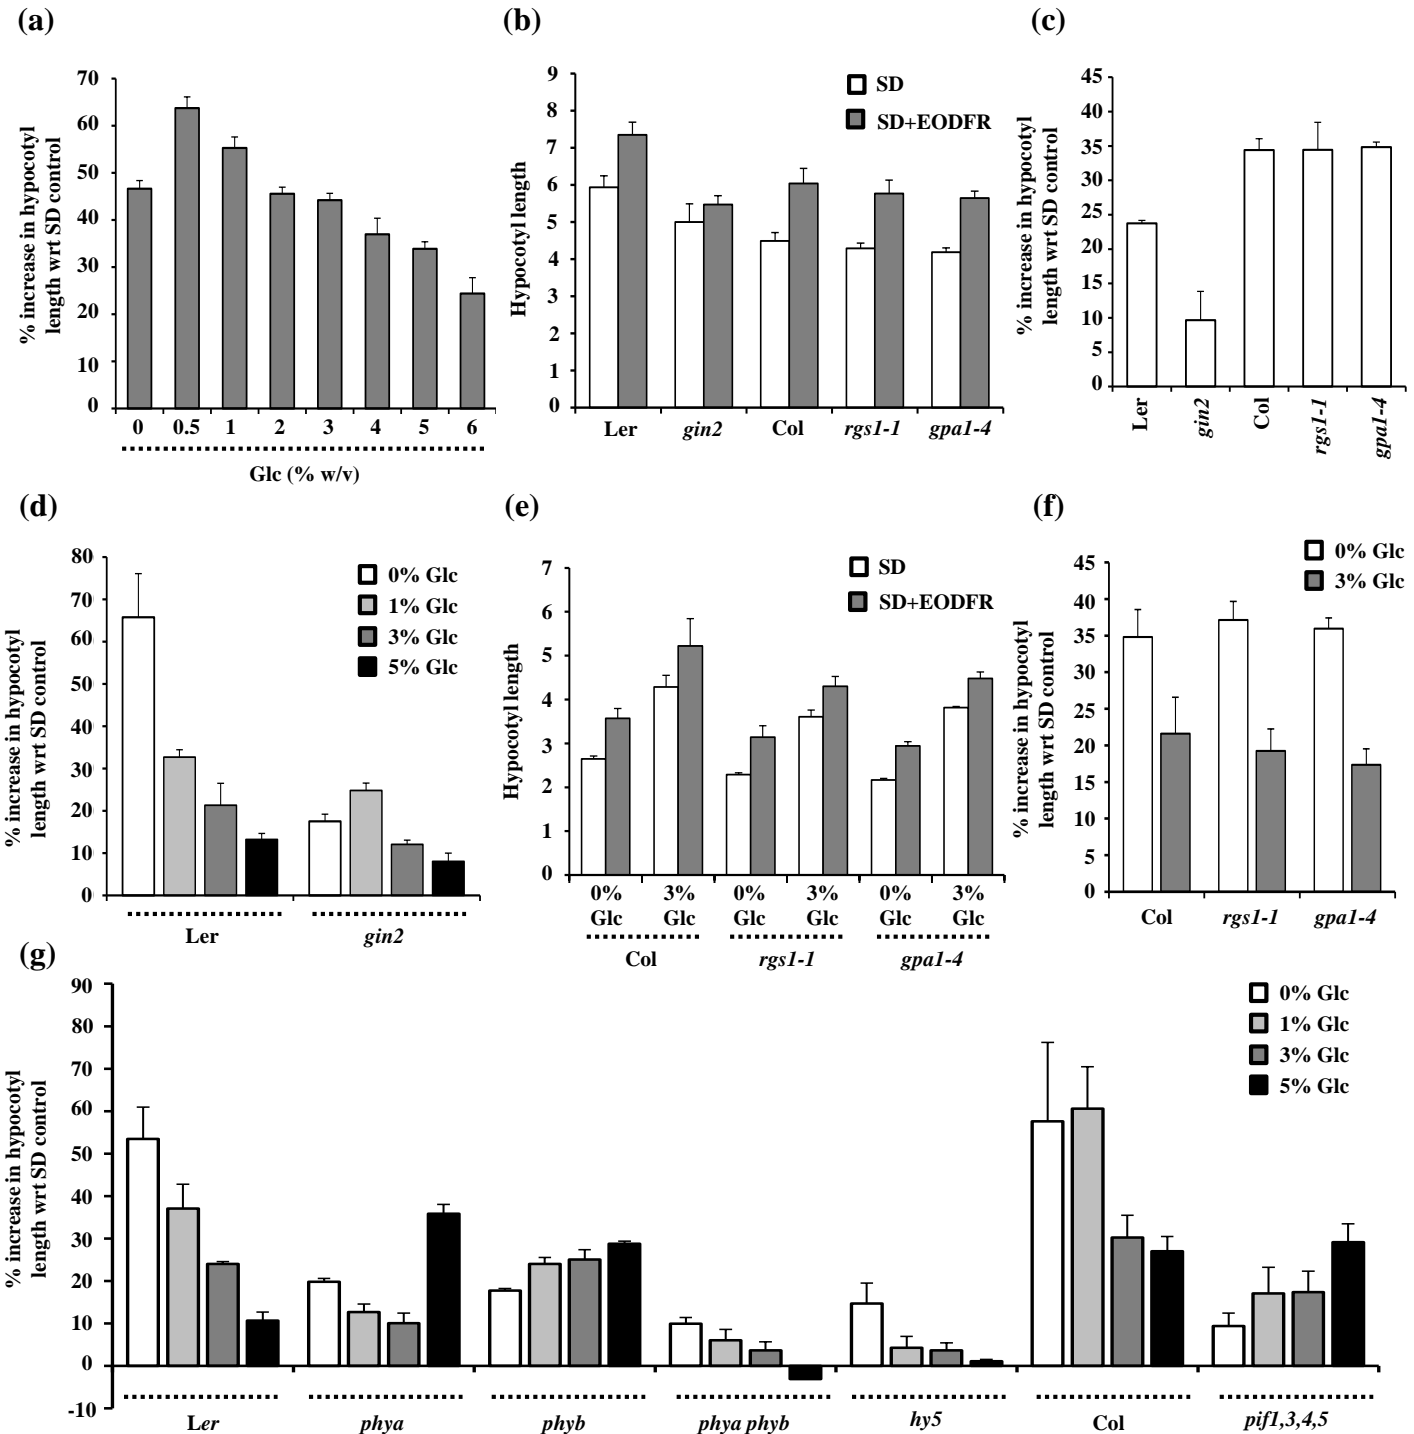 (a)
% increase in hypocotyl
length wrt SD control
70
60
50
40
30
20
10
0
0 0.5 1 2 3 4 5 6
Glc (% w/v)
(b)
Hypocotyl length
9
8
7
6
5
4
3
2
1
0
SD
SD+EODFR
Ler gin2 Col rgs1-1 gpa1-4
(c)
% increase in hypocotyl
length wrt SD control
45
40
35
30
25
20
15
10
5
0
Ler gin2 Col rgs1-1 gpa1-4
(d)
% increase in hypocotyl
length wrt SD control
80
70
60
50
40
30
20
10
0
0% Glc
1% Glc
3% Glc
5% Glc
Ler gin2
(e)
Hypocotyl length
7
6
5
4
3
2
1
0
SD
SD+EODFR
0% 3% 0% 3% 0% 3%
Glc Glc Glc Glc Glc Glc
Col rgs1-1 gpa1-4
(f)
% increase in hypocotyl
length wrt SD control
45
40
35
30
25
20
15
10
5
0
0% Glc
3% Glc
Col rgs1-1 gpa1-4
(g)
% increase in hypocotyl
length wrt SD control
90
80
70
60
50
40
30
20
10
0
-10
0% Glc
1% Glc
3% Glc
5% Glc
Ler phya phyb phya phyb hy5 Col pif1,3,4,5